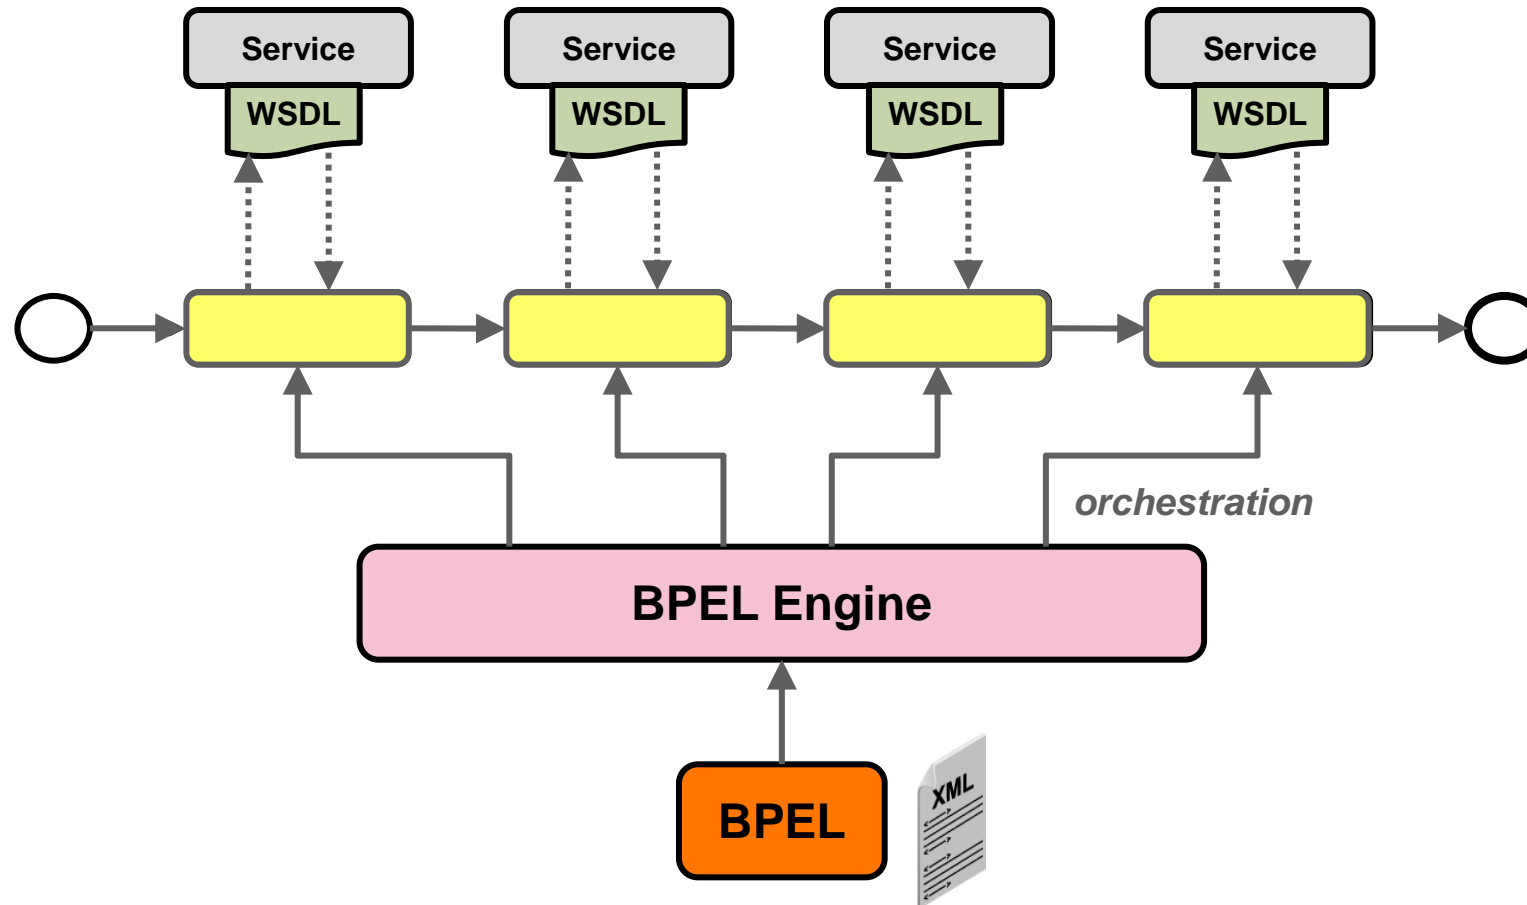 Service
Service
Service
Service
WSDL
WSDL
WSDL
WSDL
orchestration
BPEL Engine
BPEL
XML